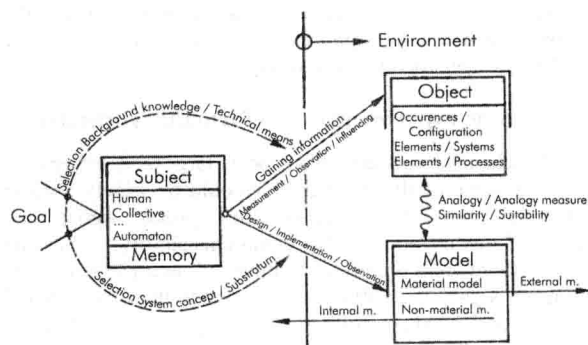 Environment
Object
Occurences /
Configuration
Elements / Systems
Elements / Processes
Selection Background knowledge / Technical means
Gaining information
Measurement / Observation / Influencing
Subject
Human
Collective
...
Automaton
Memory
Goal
Analogy / Analogy measure
Similarity / Suitability
Design / Implementation / Observation
Selection System concept / Substratum
Model
Material model
External m.
Internal m.
Non-material m.